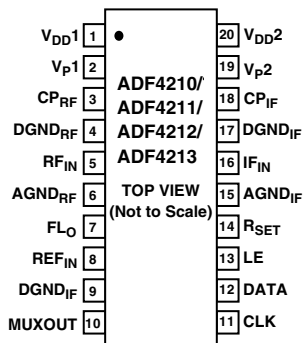 VDD1 1 20 VDD2
VP1 2 19 VP2
CPRF 3 18 CPIF
DGNDRF 4 17 DGNDIF
RFIN 5 16 IFIN
AGNDRF 6 15 AGNDIF
FLO 7 14 RSET
REFIN 8 13 LE
DGNDIF 9 12 DATA
MUXOUT 10 11 CLK
ADF4210/
ADF4211/
ADF4212/
ADF4213
TOP VIEW
(Not to Scale)